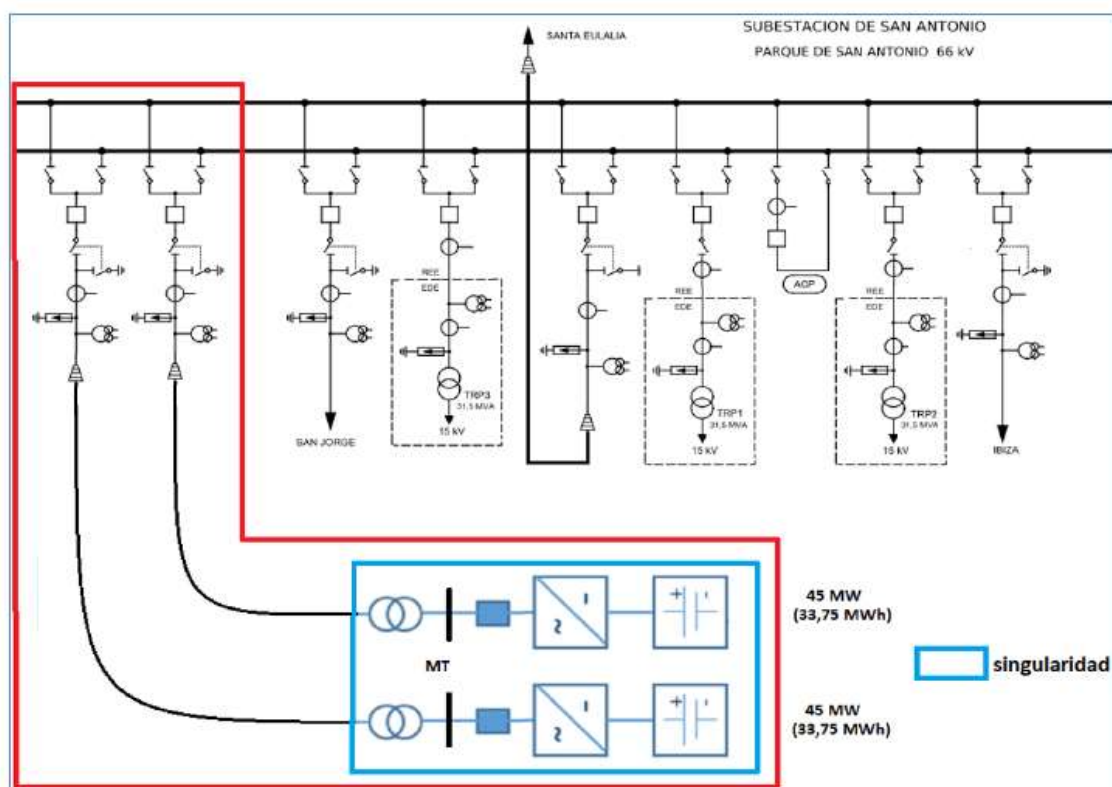 SUBESTACION DE SAN ANTONIO
PARQUE DE SAN ANTONIO 66 kV
SANTA EULALIA
REE
EDE
REE
EDE
REE
EDE
AOP
TRP3
31,5 MVA
15 kV
TRP1
31,5 MVA
15 kV
TRP2
31,5 MVA
15 kV
SAN JORGE
IBIZA
45 MW
(33,75 MWh)
MT
singularidad
45 MW
(33,75 MWh)